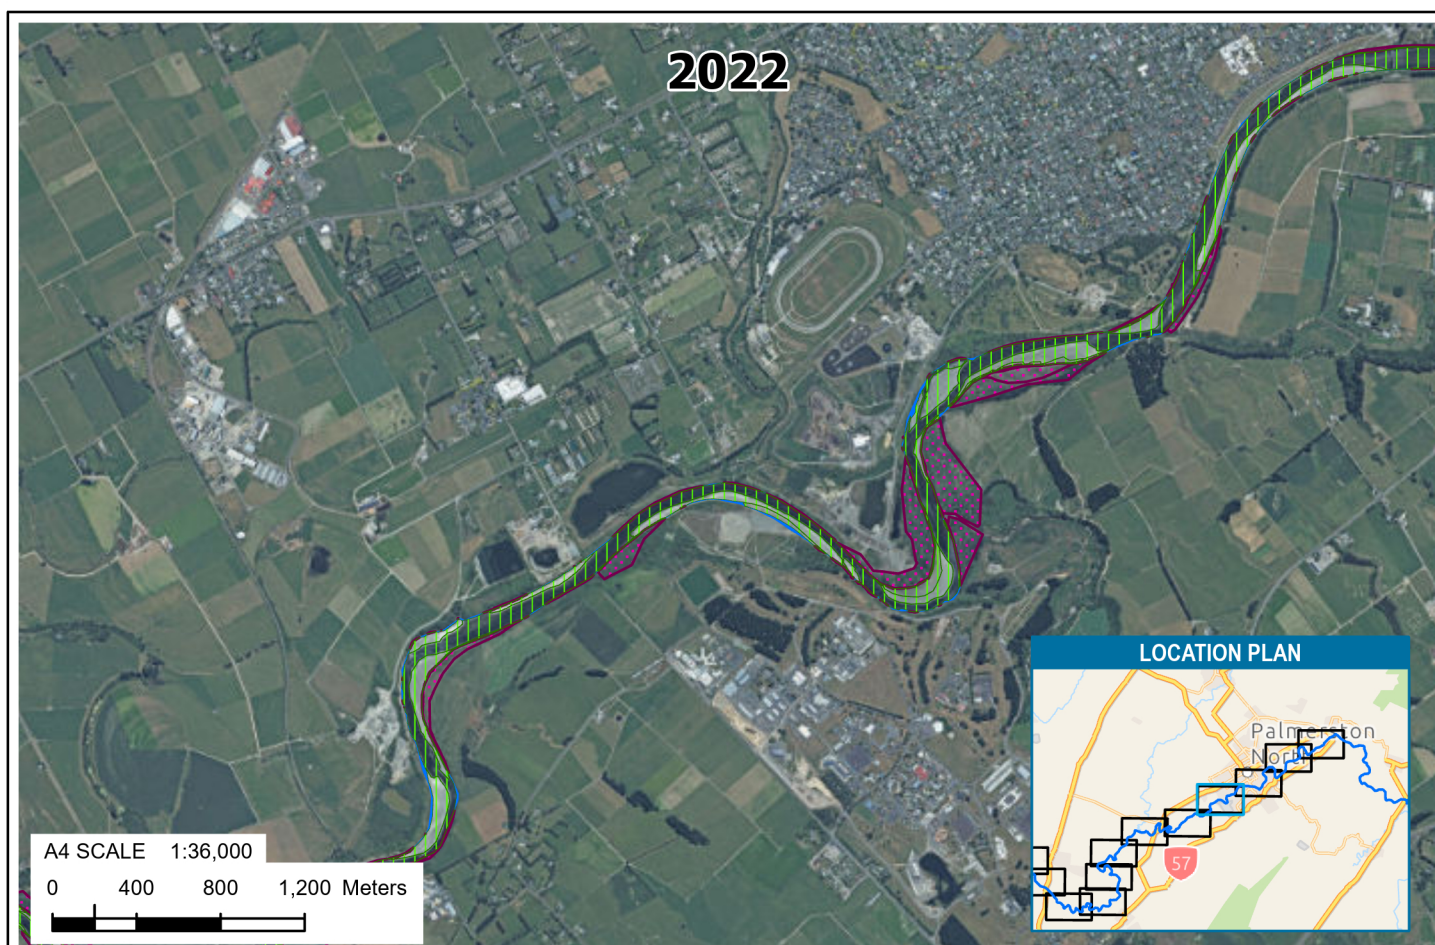 2022
LOCATION PLAN
Palmerston
North
57
A4 SCALE 1:36,000
0 400 800 1,200 Meters